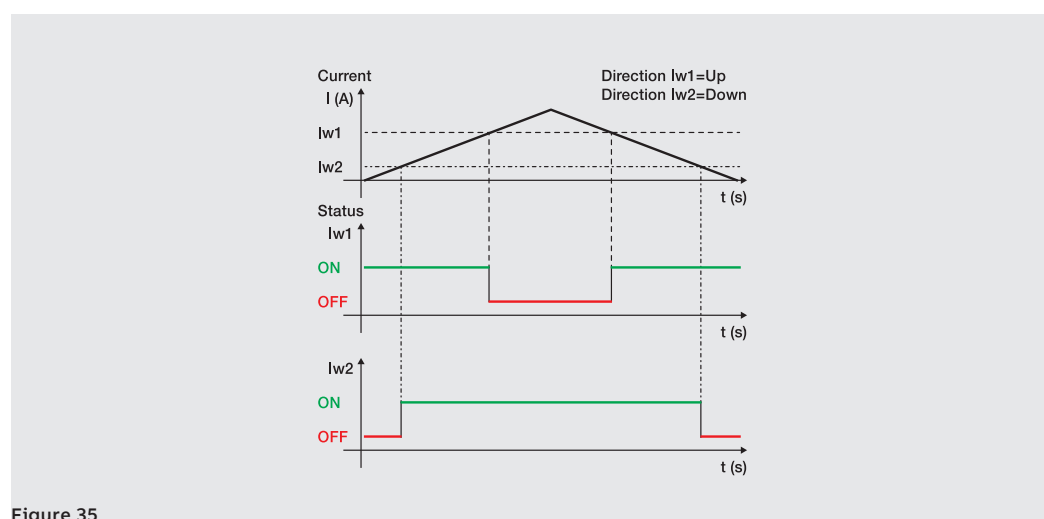 Current
I (A)
Direction Iw1=Up
Direction Iw2=Down
Iw1
Iw2
t (s)
Status
Iw1
ON
OFF
t (s)
Iw2
ON
OFF
t (s)
Figure 35